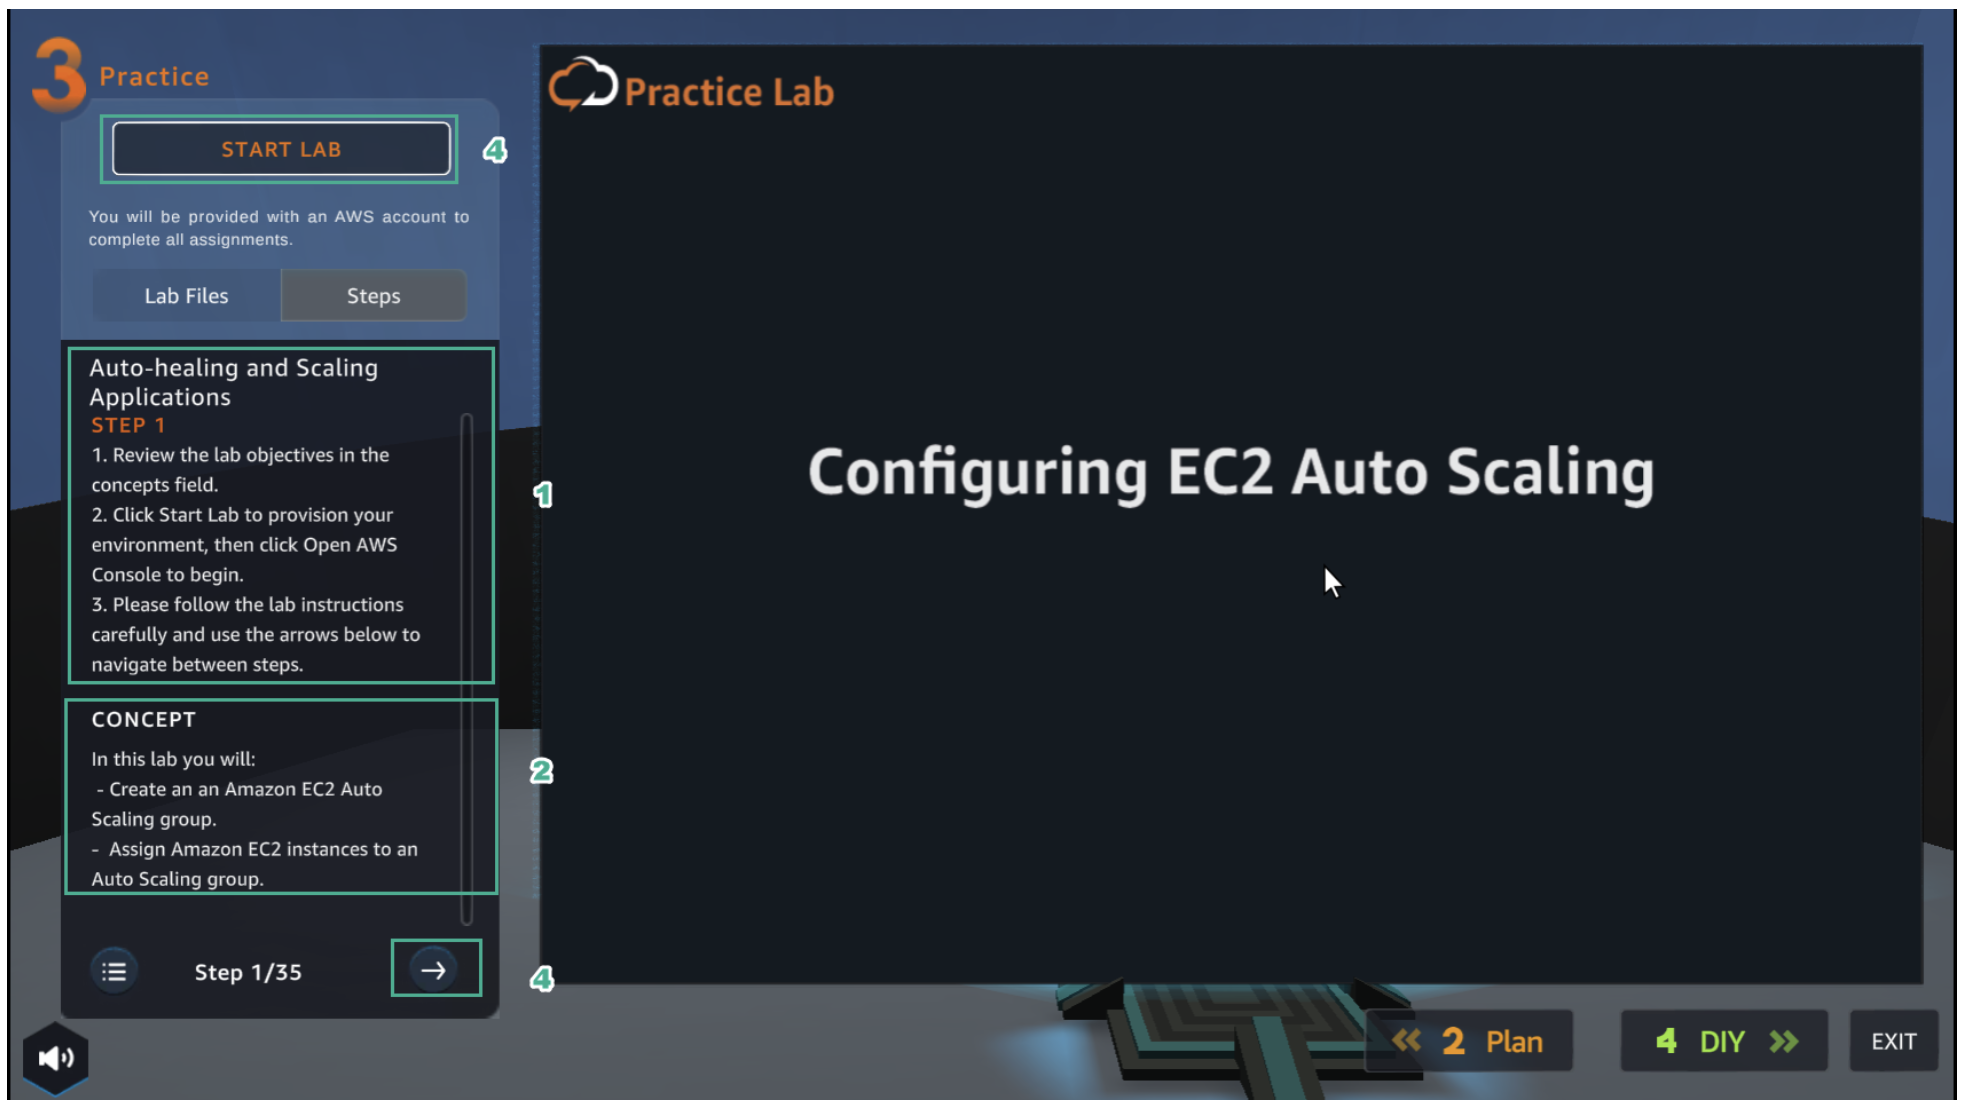 3 Practice
START LAB
4
You will be provided with an AWS account to
complete all assignments.
Lab Files
Steps
Auto-healing and Scaling
Applications
STEP 1
1. Review the lab objectives in the
concepts field.
2. Click Start Lab to provision your
environment, then click Open AWS
Console to begin.
3. Please follow the lab instructions
carefully and use the arrows below to
navigate between steps.
1
CONCEPT
In this lab you will:
- Create an an Amazon EC2 Auto
Scaling group.
- Assign Amazon EC2 instances to an
Auto Scaling group.
2
Step 1/35
4
Practice Lab
Configuring EC2 Auto Scaling
2 Plan
4 DIY
EXIT